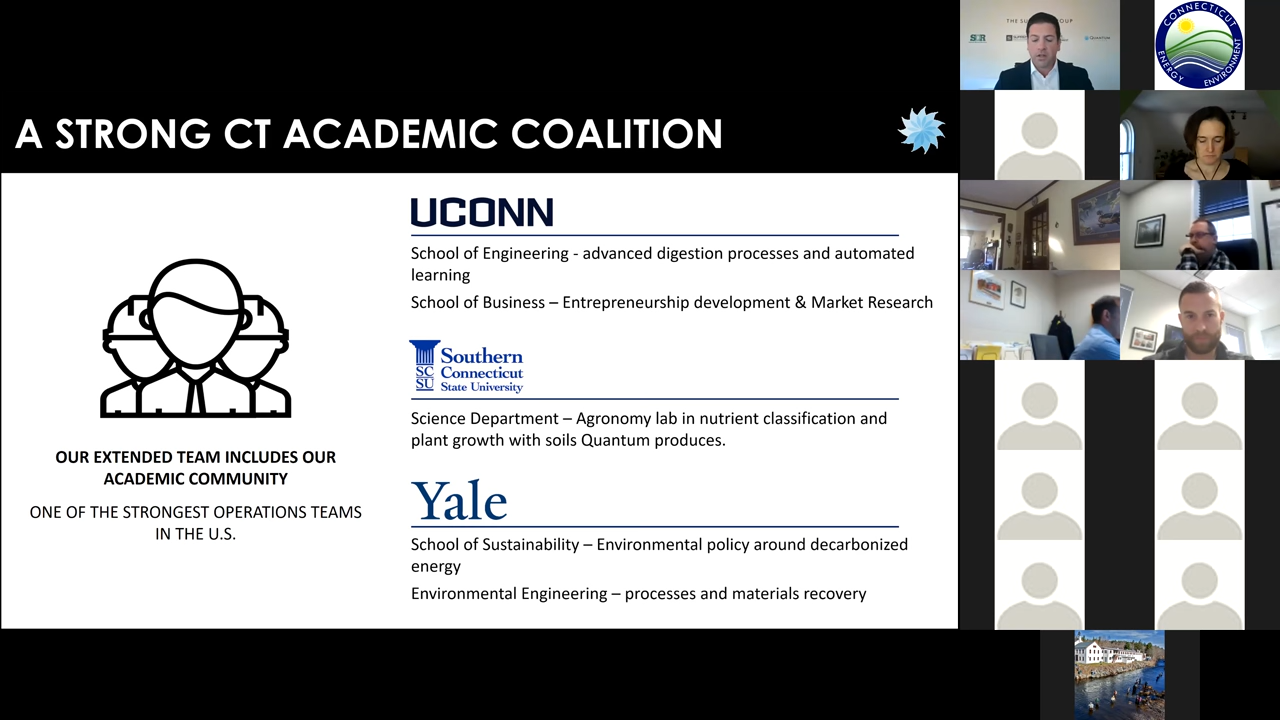 A STRONG CT ACADEMIC COALITION
OUR EXTENDED TEAM INCLUDES OUR
ACADEMIC COMMUNITY
ONE OF THE STRONGEST OPERATIONS TEAMS
IN THE U.S.
UCONN
School of Engineering - advanced digestion processes and automated
learning
School of Business – Entrepreneurship development & Market Research
SC
SU
Southern
Connecticut
State University
Science Department – Agronomy lab in nutrient classification and
plant growth with soils Quantum produces.
Yale
School of Sustainability – Environmental policy around decarbonized
energy
Environmental Engineering – processes and materials recovery
CONNECTICUT
ENERGY
ENVIRONMENT